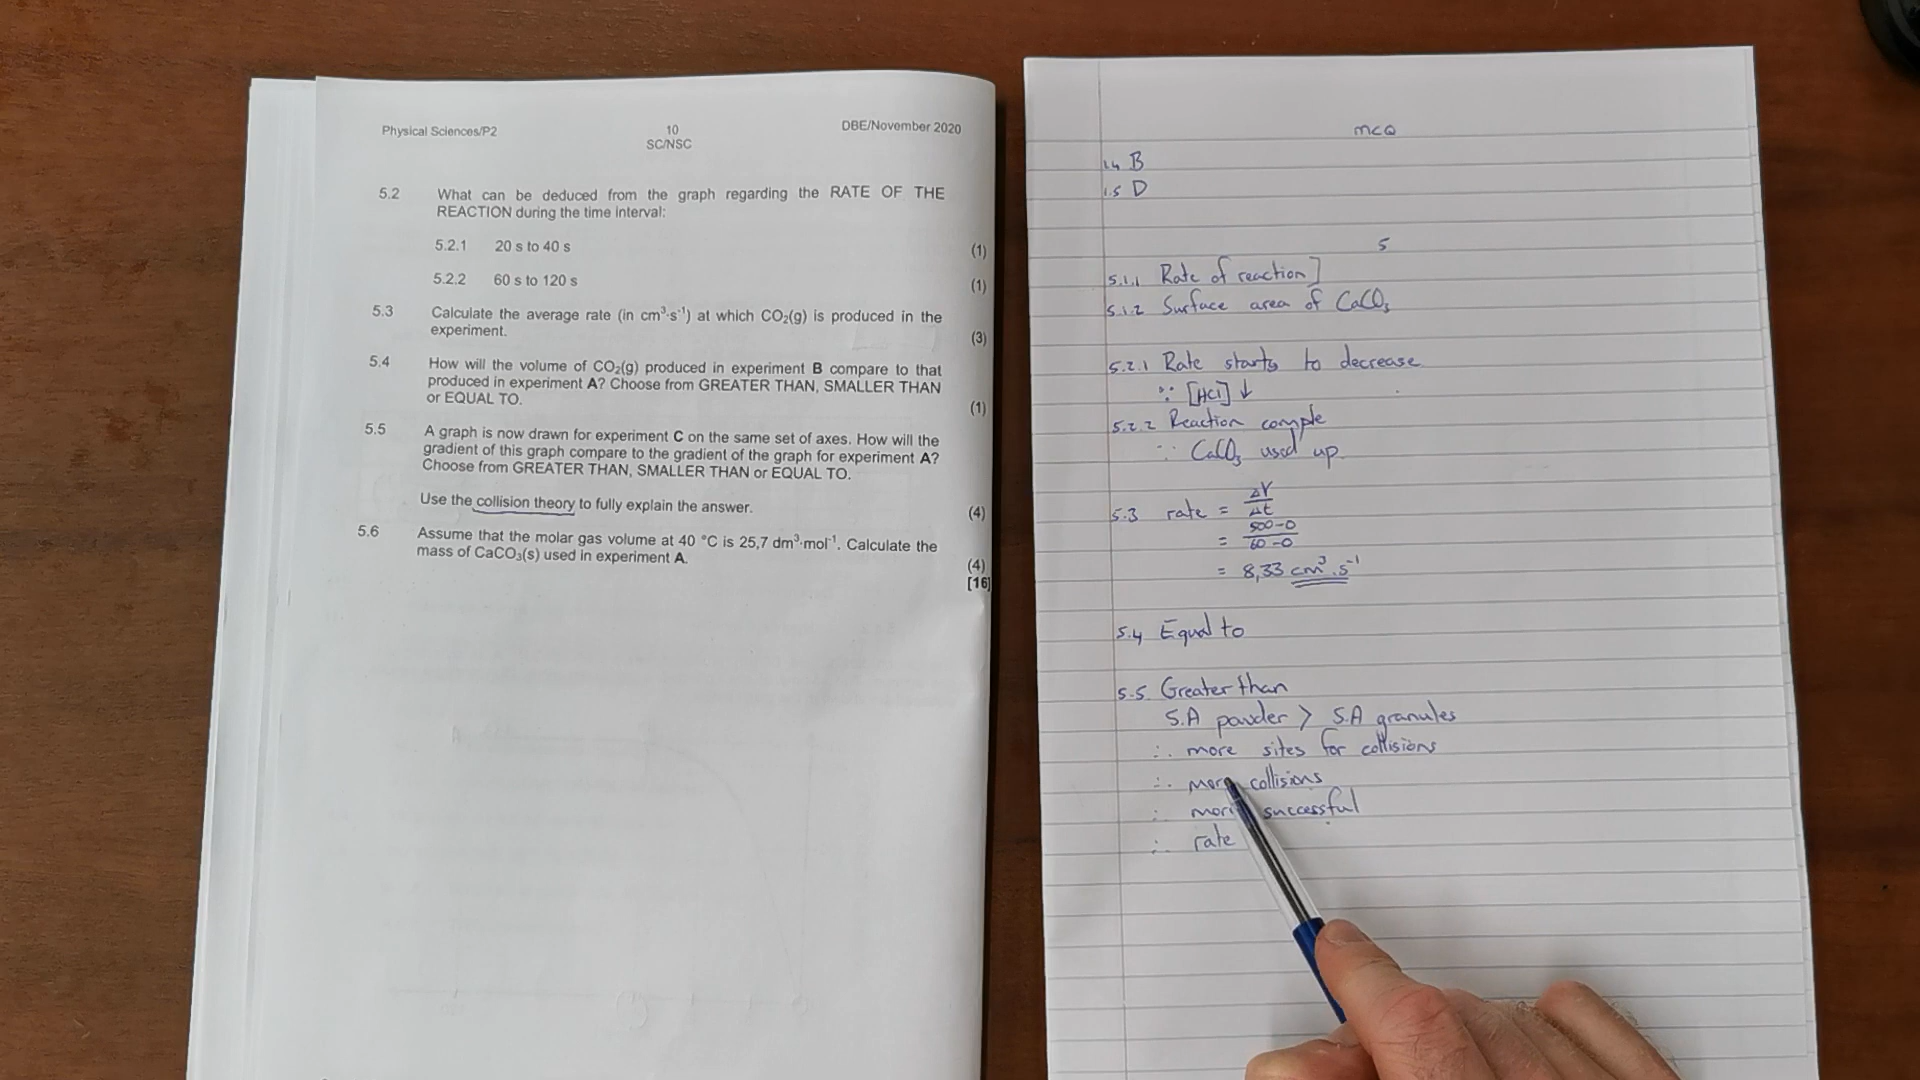 Physical Sciences/P2
10
SC/NSC
DBE/November 2020
5.2 What can be deduced from the graph regarding the RATE OF THE
REACTION during the time interval:
5.2.1 20 s to 40 s (1)
5.2.2 60 s to 120 s (1)
5.3 Calculate the average rate (in cm³·s⁻¹) at which CO₂(g) is produced in the
experiment. (3)
5.4 How will the volume of CO₂(g) produced in experiment B compare to that
produced in experiment A? Choose from GREATER THAN, SMALLER THAN
or EQUAL TO. (1)
5.5 A graph is now drawn for experiment C on the same set of axes. How will the
gradient of this graph compare to the gradient of the graph for experiment A?
Choose from GREATER THAN, SMALLER THAN or EQUAL TO.
Use the collision theory to fully explain the answer. (4)
5.6 Assume that the molar gas volume at 40 °C is 25,7 dm³·mol⁻¹. Calculate the
mass of CaCO₃(s) used in experiment A. (4)
[16]
MCQ
1.4 B
1.5 D
5
5.1.1 Rate of reaction]
5.1.2 Surface area of CaCO₃
5.2.1 Rate starts to decrease
∵ [HCl] ↓
5.2.2 Reaction comple
∵ CaCO₃ used up
5.3 rate = ΔV/Δt
= 500-0/60-0
= 8,33 cm³.s⁻¹
5.4 Equal to
5.5 Greater than
S.A powder > S.A granules
∴ more sites for collisions
∴ more collisions
∴ more successful
∴ rate